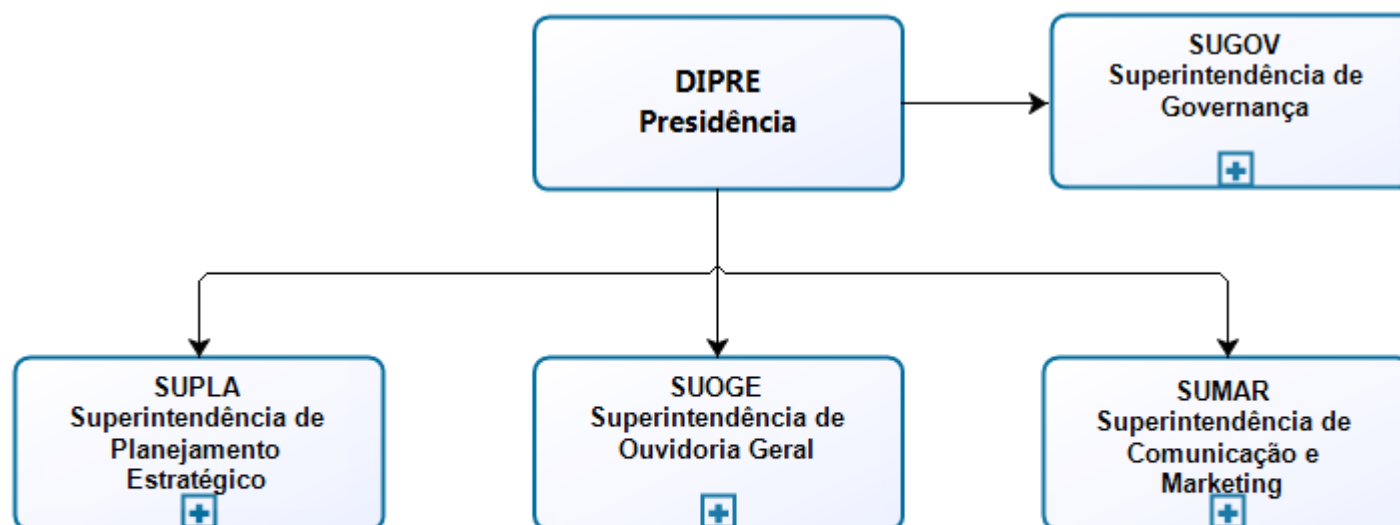 DIPRE
Presidência
SUGOV
Superintendência de
Governança
SUPLA
Superintendência de
Planejamento
Estratégico
SUOGE
Superintendência de
Ouvidoria Geral
SUMAR
Superintendência de
Comunicação e
Marketing